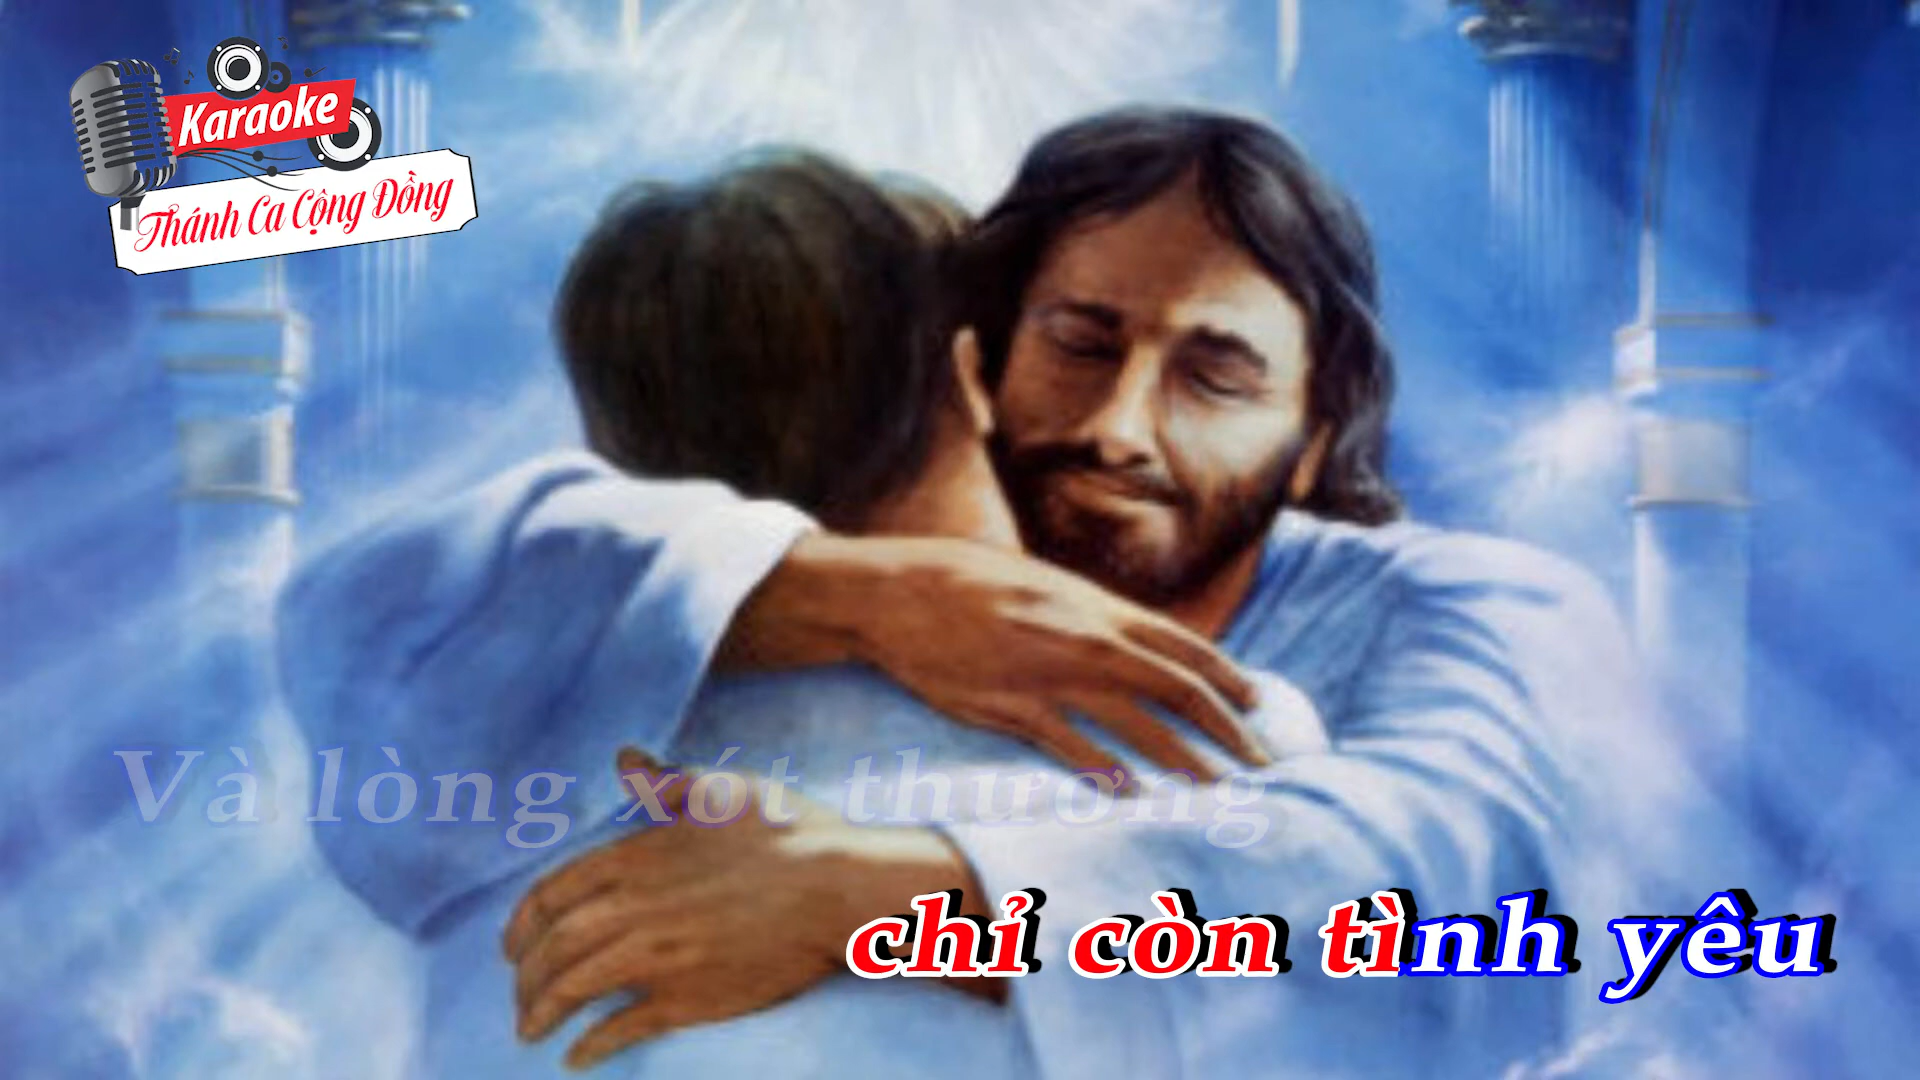 Karaoke
Thánh Ca Cộng Đồng
Và lòng xót thương
chỉ còn tình yêu